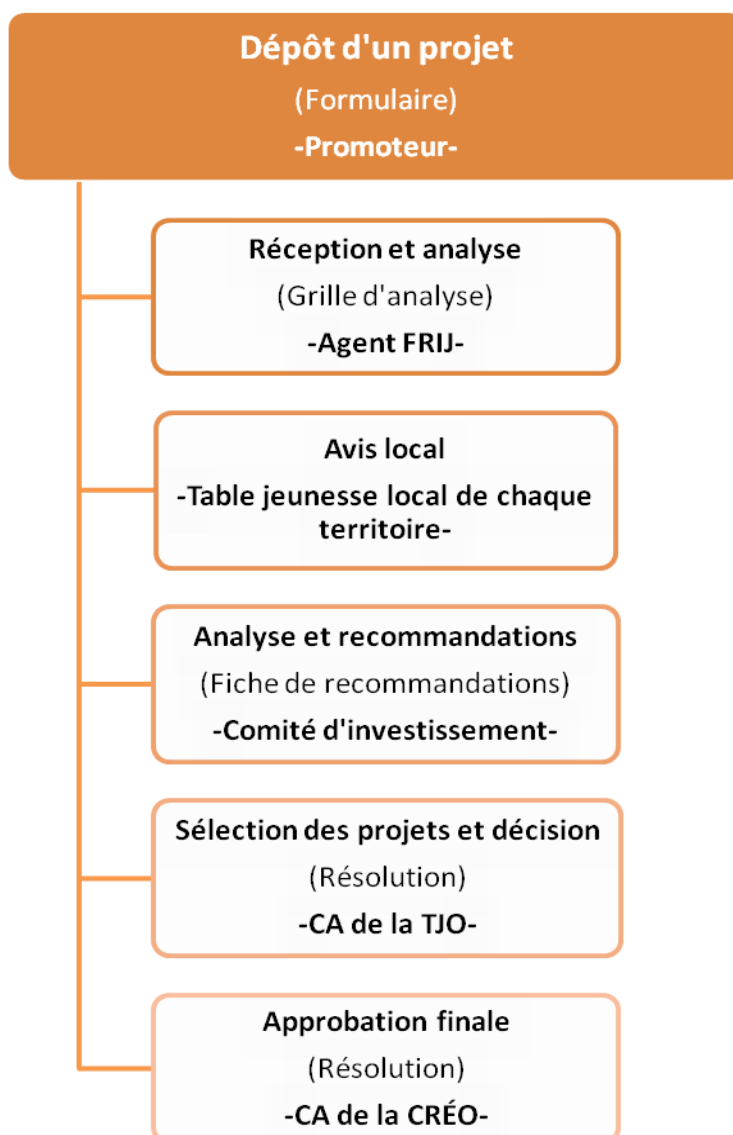 Dépôt d'un projet
(Formulaire)
-Promoteur-
Réception et analyse
(Grille d'analyse)
-Agent FRIJ-
Avis local
-Table jeunesse local de chaque
territoire-
Analyse et recommandations
(Fiche de recommandations)
-Comité d'investissement-
Sélection des projets et décision
(Résolution)
-CA de la TJO-
Approbation finale
(Résolution)
-CA de la CRÉO-